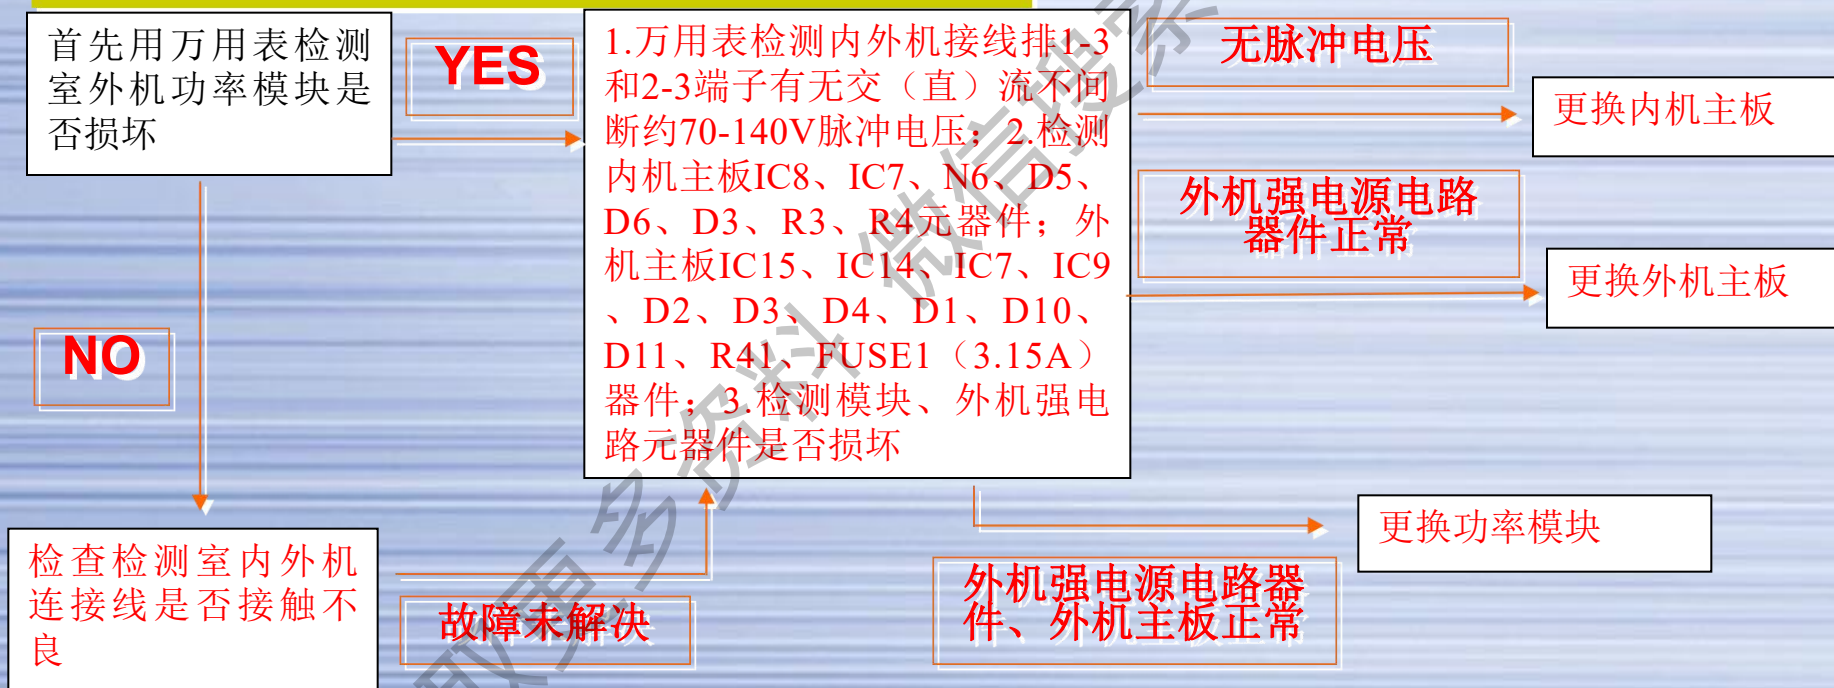 首先用万用表检测
室外机功率模块是
否损坏
YES
1.万用表检测内外机接线排1-3
和2-3端子有无交（直）流不间
断约70-140V脉冲电压；2.检测
内机主板IC8、IC7、N6、D5、
D6、D3、R3、R4元器件；外
机主板IC15、IC14、IC7、IC9
、D2、D3、D4、D1、D10、
D11、R41、FUSE1（3.15A）
器件；3.检测模块、外机强电
路元器件是否损坏
无脉冲电压
更换内机主板
外机强电源电路
器件正常
更换外机主板
NO
检查检测室内外机
连接线是否接触不
良
故障未解决
更换功率模块
外机强电源电路器
件、外机主板正常
取更多资料 微信搜索